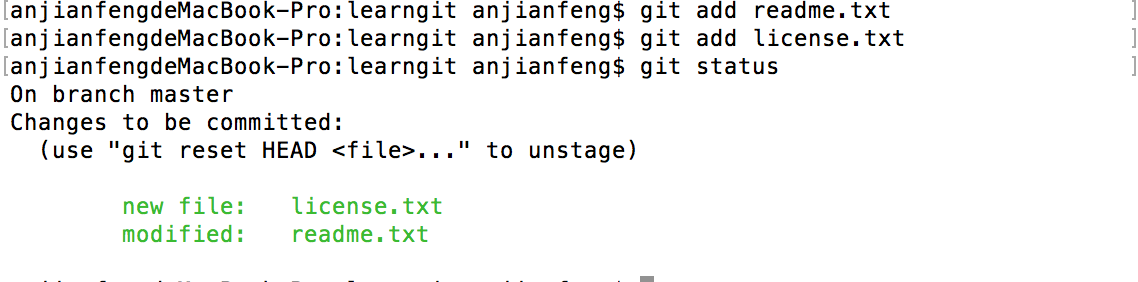 [anjianfengdeMacBook-Pro:learngit anjianfeng$ git add readme.txt ]
[anjianfengdeMacBook-Pro:learngit anjianfeng$ git add license.txt ]
[anjianfengdeMacBook-Pro:learngit anjianfeng$ git status ]
On branch master
Changes to be committed:
  (use "git reset HEAD <file>..." to unstage)
new file:   license.txt
modified:   readme.txt